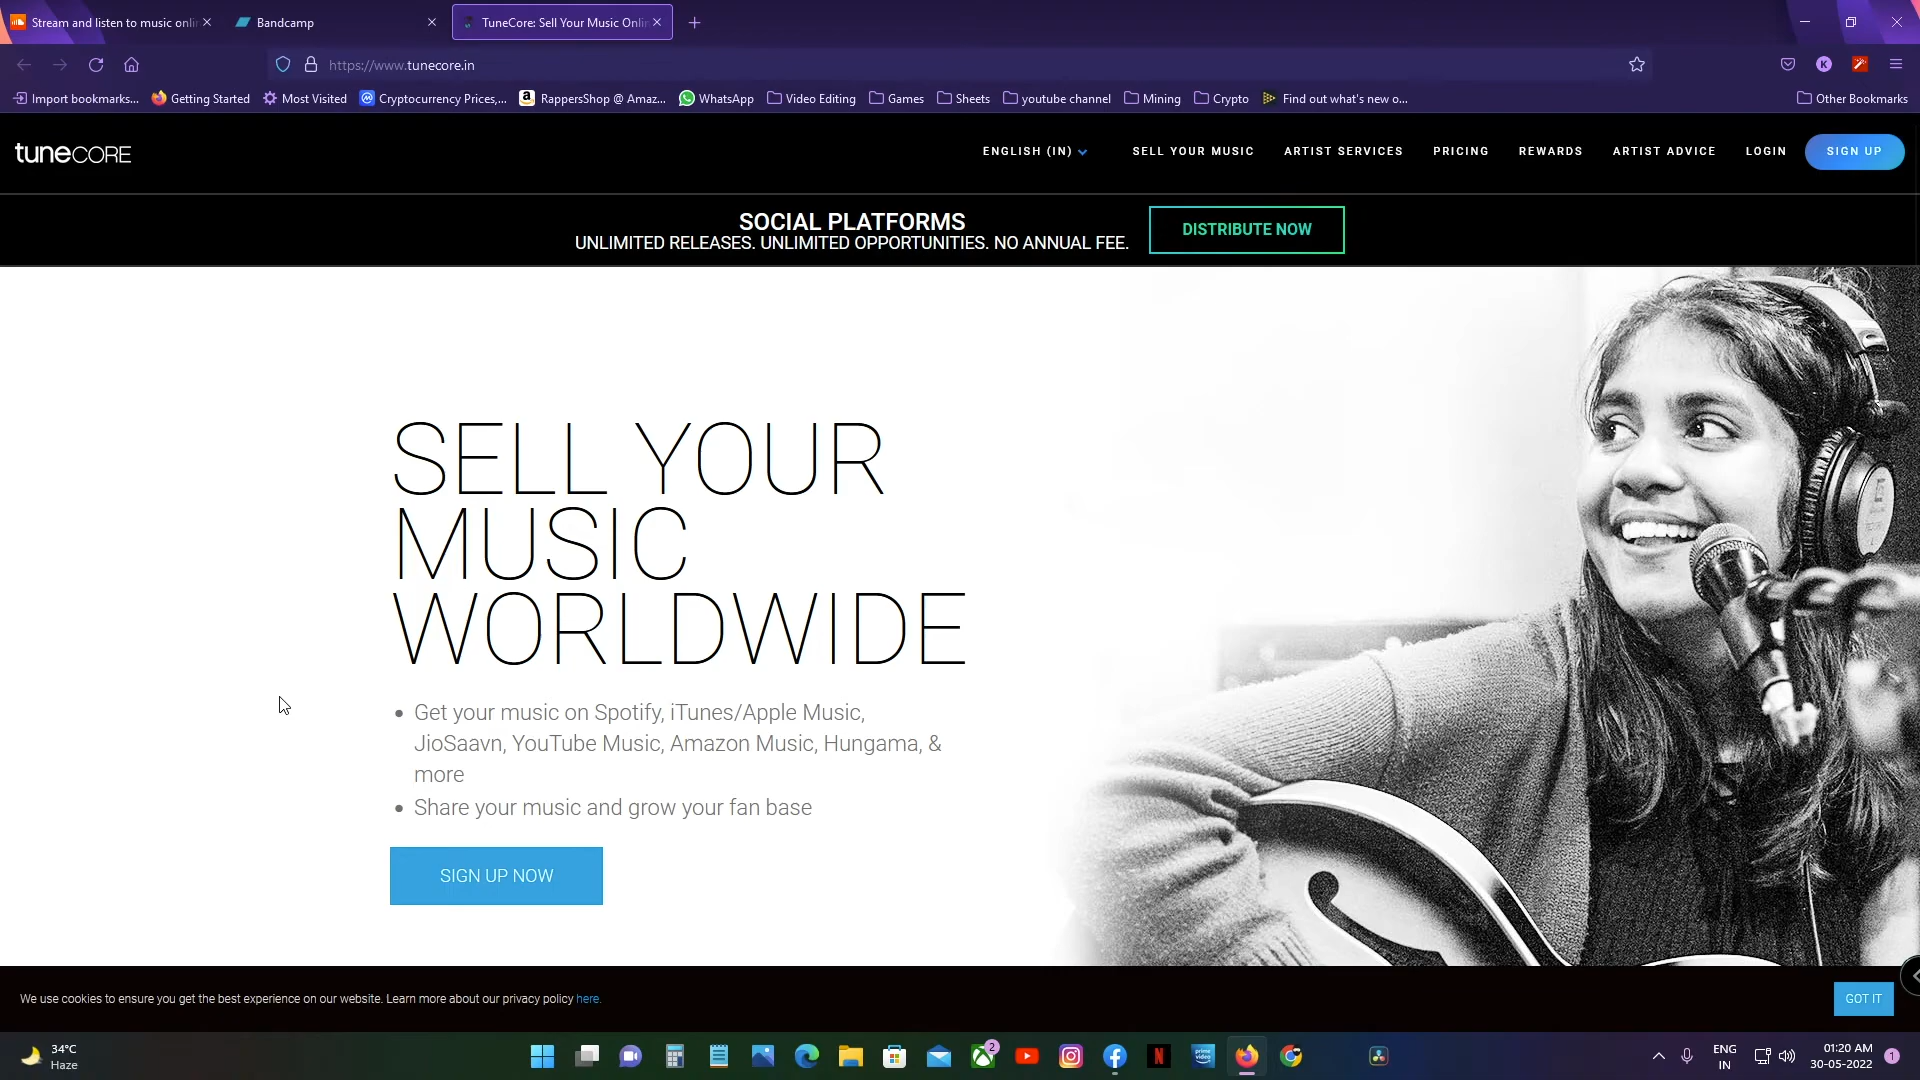 Stream and listen to music onli
Bandcamp
TuneCore: Sell Your Music Onli
https://www.tunecore.in
K
Import bookmarks...
Getting Started
Most Visited
Cryptocurrency Prices,...
RappersShop @ Amaz...
WhatsApp
Video Editing
Games
Sheets
youtube channel
Mining
Crypto
Find out what's new o...
Other Bookmarks
tuneCORE
ENGLISH (IN)
SELL YOUR MUSIC
ARTIST SERVICES
PRICING
REWARDS
ARTIST ADVICE
LOGIN
SIGN UP
SOCIAL PLATFORMS
UNLIMITED RELEASES. UNLIMITED OPPORTUNITIES. NO ANNUAL FEE.
DISTRIBUTE NOW
SELL YOUR
MUSIC
WORLDWIDE
• Get your music on Spotify, iTunes/Apple Music,
JioSaavn, YouTube Music, Amazon Music, Hungama, &
more
• Share your music and grow your fan base
SIGN UP NOW
We use cookies to ensure you get the best experience on our website. Learn more about our privacy policy here.
GOT IT
34°C
Haze
2
prime video
ENG
IN
01:20 AM
30-05-2022
1